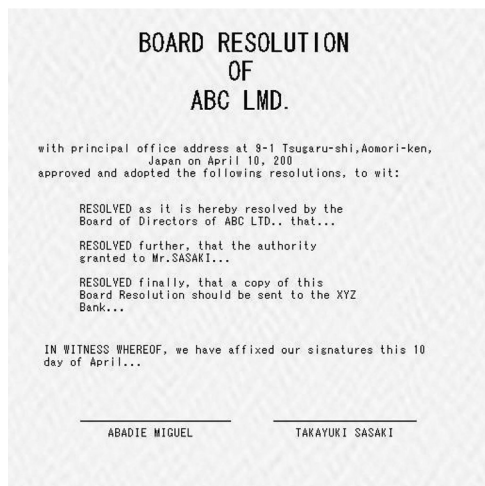 BOARD RESOLUTION
OF
ABC LMD.
with principal office address at 9-1 Tsugaru-shi,Aomori-ken,
Japan on April 10, 200
approved and adopted the following resolutions, to wit:
RESOLVED as it is hereby resolved by the
Board of Directors of ABC LTD.. that...
RESOLVED further, that the authority
granted to Mr.SASAKI...
RESOLVED finally, that a copy of this
Board Resolution should be sent to the XYZ
Bank...
IN WITNESS WHEREOF, we have affixed our signatures this 10
day of April...
ABADIE MIGUEL
TAKAYUKI SASAKI